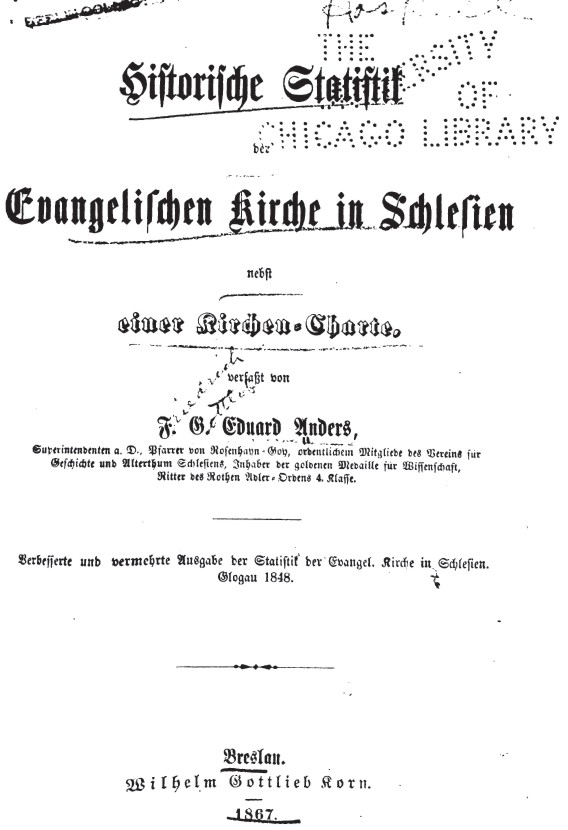 THE
UNIVERSITY
OF
CHICAGO LIBRARY
Historische Statistik
der
Evangelischen Kirche in Schlesien
nebst
einer Kirchen-Charte,
verfaßt von
Friedrich
F. G. Eduard Anders,
Superintendenten a. D., Pfarrer von Rosenhayn-Goy, ordentlichem Mitgliede des Vereins für
Geschichte und Alterthum Schlesiens, Inhaber der goldenen Medaille für Wissenschaft,
Ritter des Rothen Adler-Ordens 4. Klasse.
Verbesserte und vermehrte Ausgabe der Statistik der Evangel. Kirche in Schlesien.
Glogau 1848.
Breslau.
Wilhelm Gottlieb Korn.
1867.